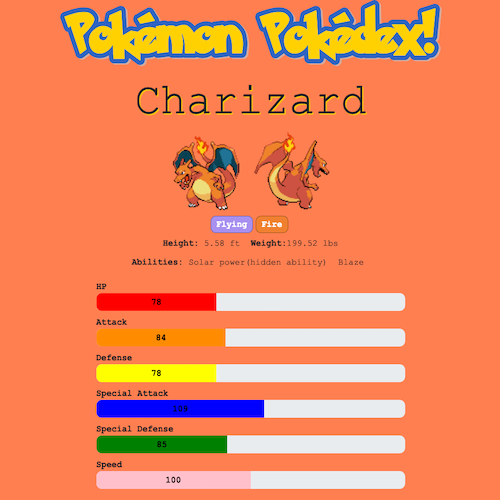 Pokémon Pokédex!
Charizard
Flying Fire
Height: 5.58 ft Weight:199.52 lbs
Abilities: Solar power(hidden ability) Blaze
HP
78
Attack
84
Defense
78
Special Attack
109
Special Defense
85
Speed
100